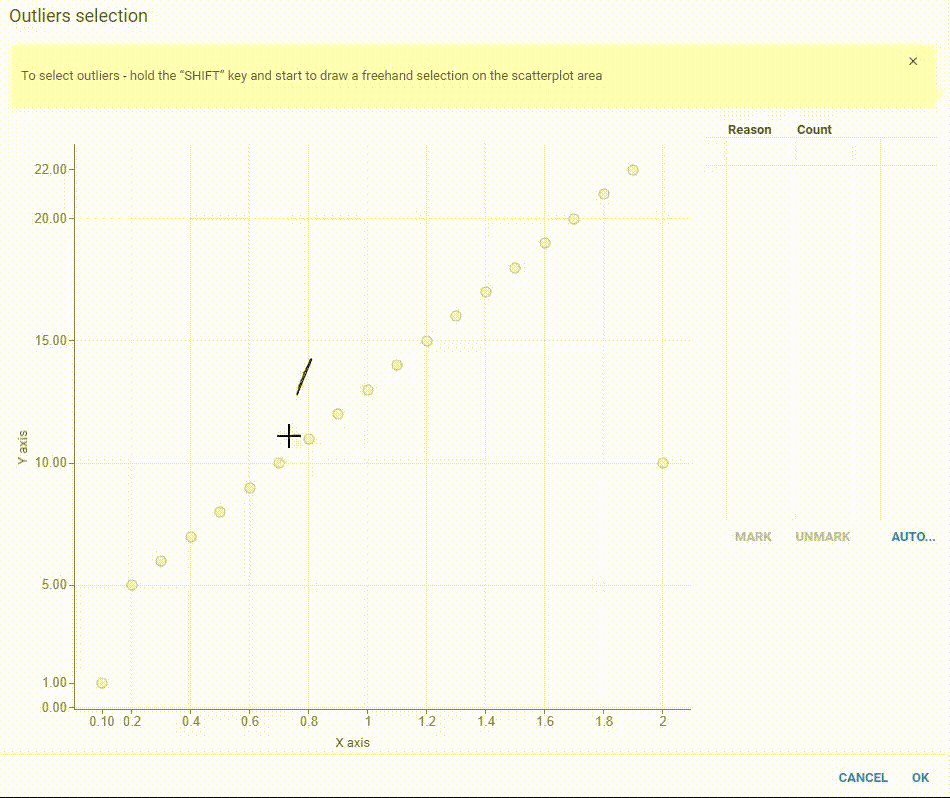 Outliers selection
To select outliers - hold the “SHIFT” key and start to draw a freehand selection on the scatterplot area
×
Reason Count
22.00
20.00
15.00
10.00
5.00
1.00
0.00
Y axis
0.10 0.2 0.4 0.6 0.8 1 1.2 1.4 1.6 1.8 2
X axis
MARK UNMARK AUTO...
CANCEL OK